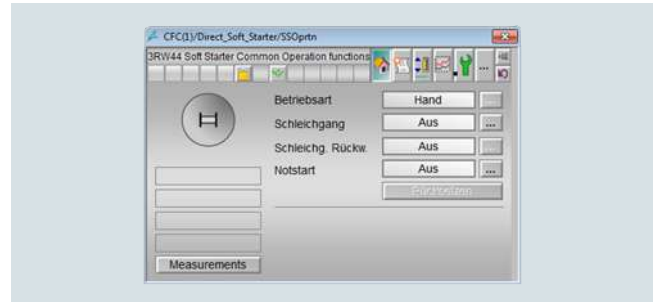 CFC(1)/Direct_Soft_Starter/SSOprtn
3RW44 Soft Starter Common Operation functions
...
Betriebsart Hand ...
Schleichgang Aus ...
Schleichg. Rückw. Aus ...
Notstart Aus ...
Rücksetzen
Measurements